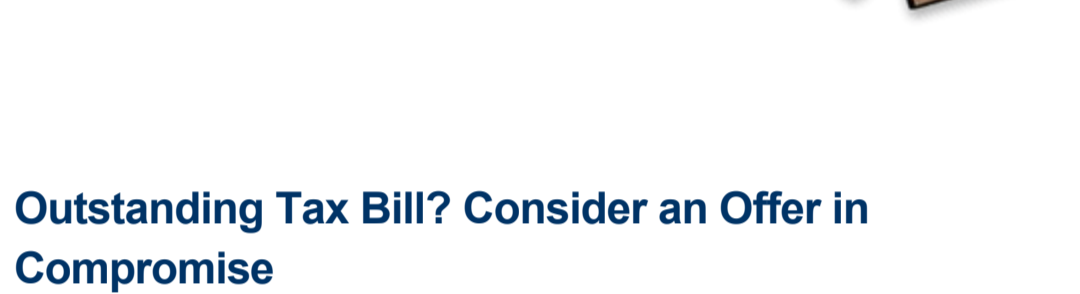 Outstanding Tax Bill? Consider an Offer in
Compromise